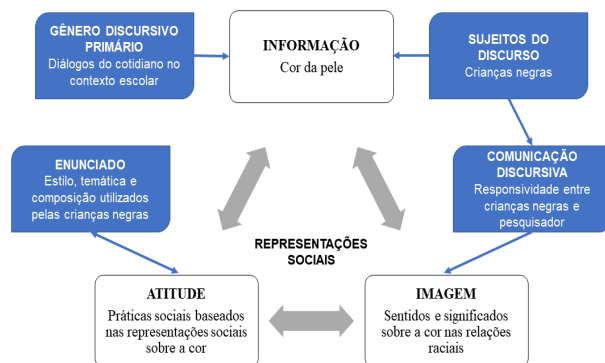 GÊNERO DISCURSIVO
PRIMÁRIO
Diálogos do cotidiano no
contexto escolar
INFORMAÇÃO
Cor da pele
SUJEITOS DO
DISCURSO
Crianças negras
ENUNCIADO
Estilo, temática e
composição utilizados
pelas crianças negras
COMUNICAÇÃO
DISCURSIVA
Responsividade entre
crianças negras e
pesquisador
REPRESENTAÇÕES
SOCIAIS
ATITUDE
Práticas sociais baseados
nas representações sociais
sobre a cor
IMAGEM
Sentidos e significados
sobre a cor nas relações
raciais